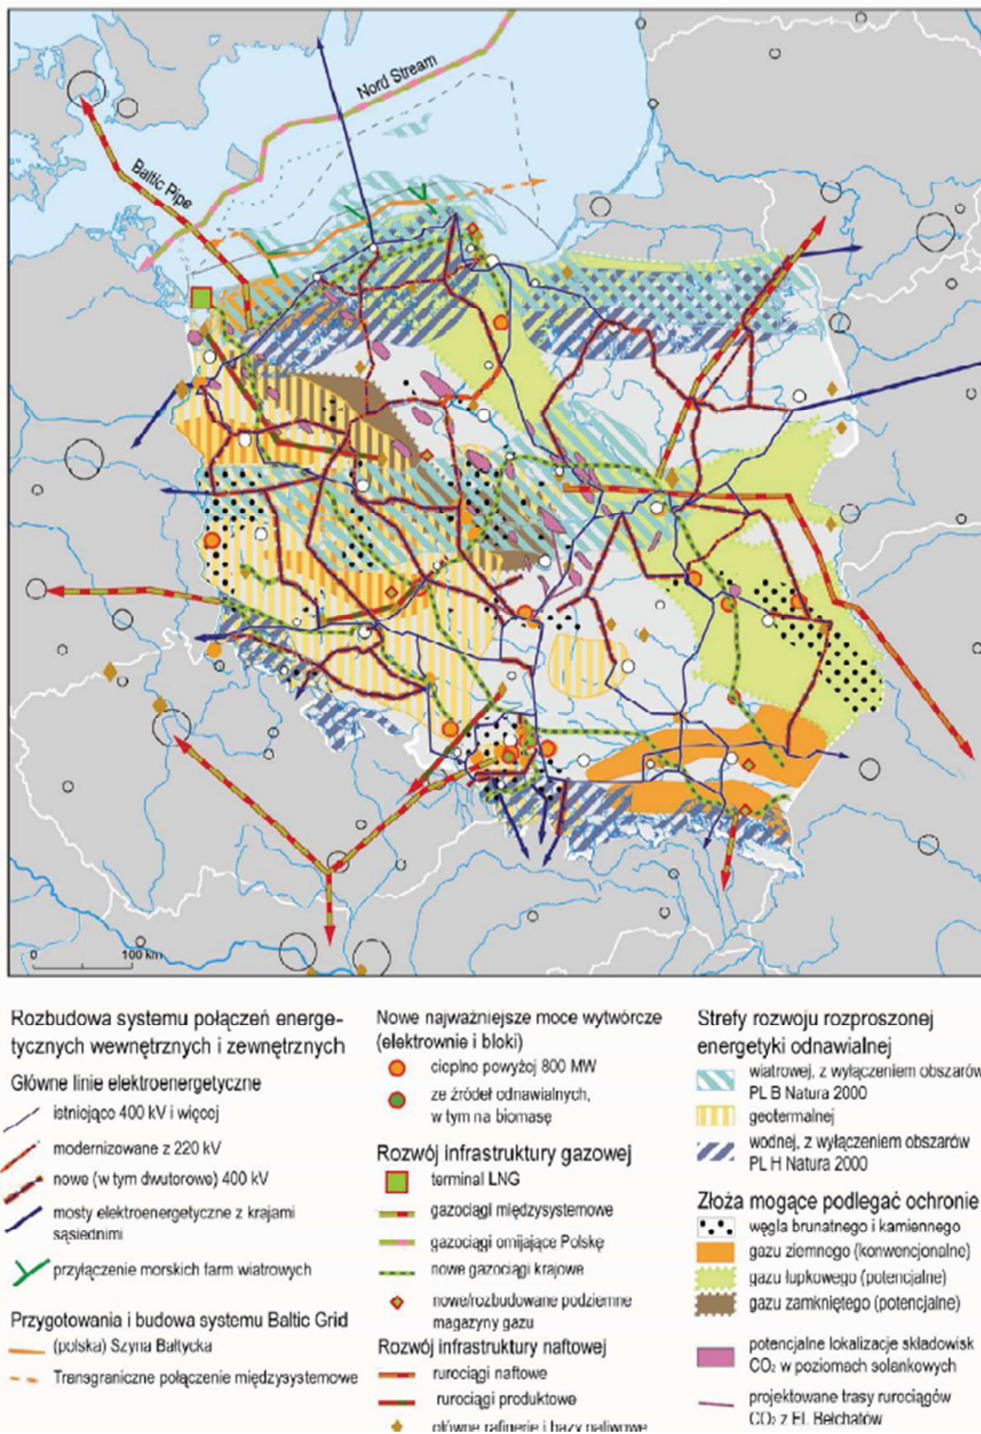 Nord Stream
Baltic Pipe
0 100 km
Rozbudowa systemu połączeń energe-
tycznych wewnętrznych i zewnętrznych
Główne linie elektroenergetyczne
istniejąco 400 kV i więcej
modernizowane z 220 kV
nowe (w tym dwutorowe) 400 kV
mosty elektroenergetyczne z krajami
sąsiednimi
przyłączenie morskich farm wiatrowych
Przygotowania i budowa systemu Baltic Grid
(polska) Szyna Bałtycka
Transgraniczne połączenie międzysystemowe
Nowe najważniejsze moce wytwórcze
(elektrownie i bloki)
cieplno powyżej 800 MW
ze źródeł odnawialnych,
w tym na biomasę
Rozwój infrastruktury gazowej
terminal LNG
gazociągi międzysystemowe
gazociągi omijające Polskę
nowe gazociągi krajowe
nowe/rozbudowane podziemne
magazyny gazu
Rozwój infrastruktury naftowej
rurociągi naftowe
rurociągi produktowe
główne rafinerie i bazy paliwowe
Strefy rozwoju rozproszonej
energetyki odnawialnej
wiatrowej, z wyłączeniem obszarów
PL B Natura 2000
geotermalnej
wodnej, z wyłączeniem obszarów
PL H Natura 2000
Złoża mogące podlegać ochronie
węgla brunatnego i kamiennego
gazu ziemnego (konwencjonalne)
gazu łupkowego (potencjalne)
gazu zamkniętego (potencjalne)
potencjalne lokalizacje składowisk
CO₂ w poziomach solankowych
projektowane trasy rurociągów
CO₂ z El. Bełchatów